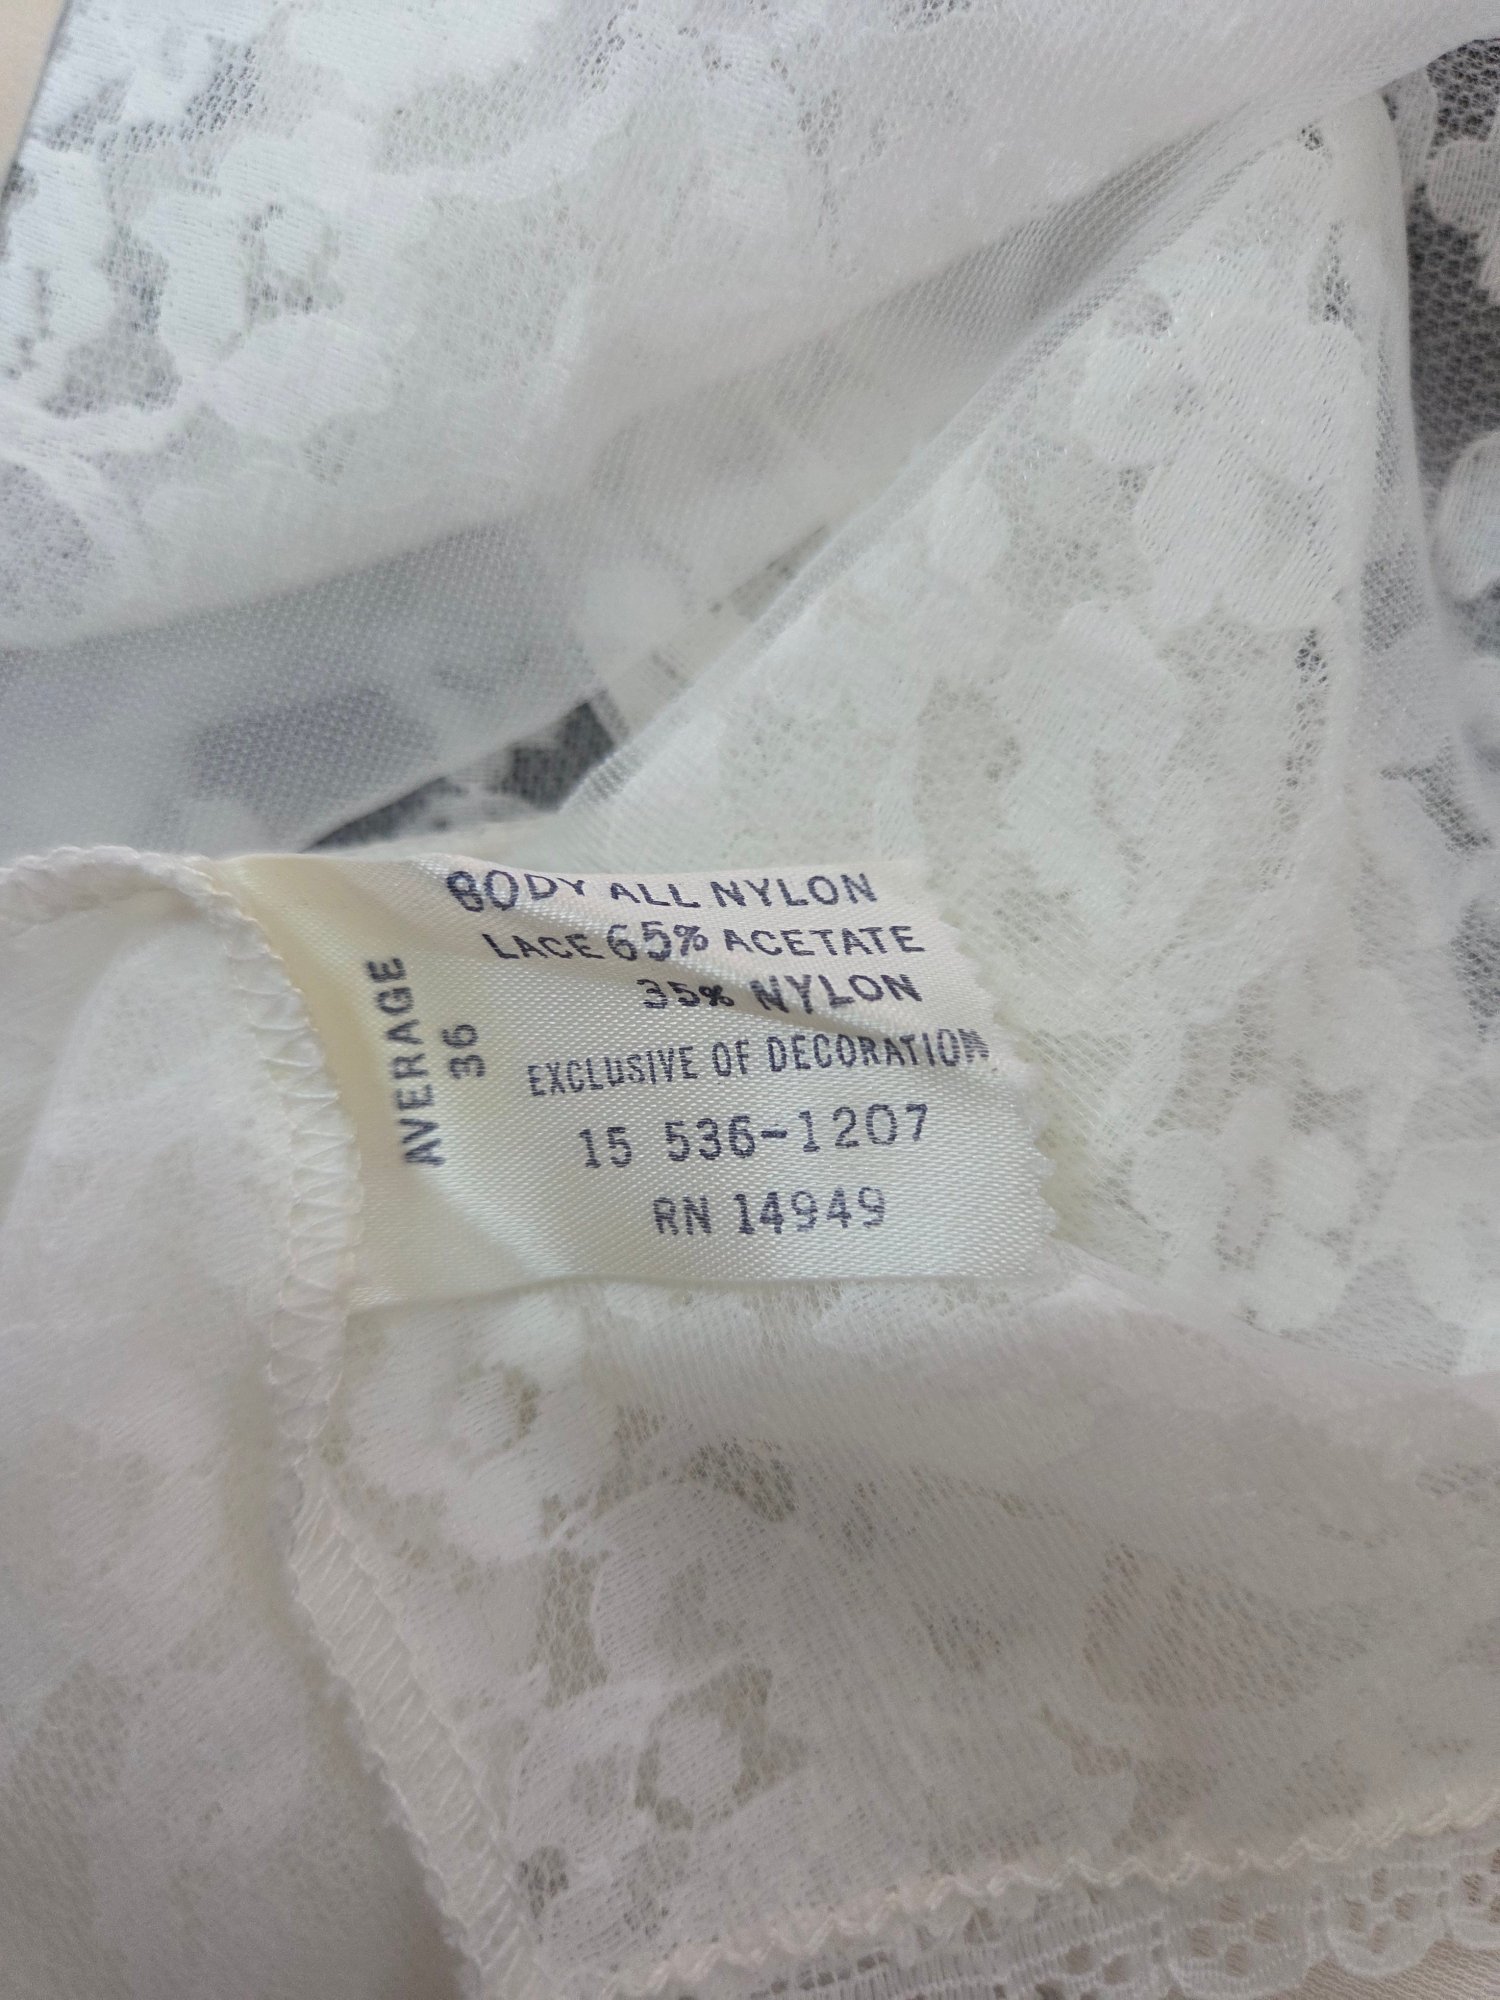 BODY ALL NYLON
LACE 65% ACETATE
35% NYLON
EXCLUSIVE OF DECORATION
15 536-1207
RN 14949
AVERAGE
36